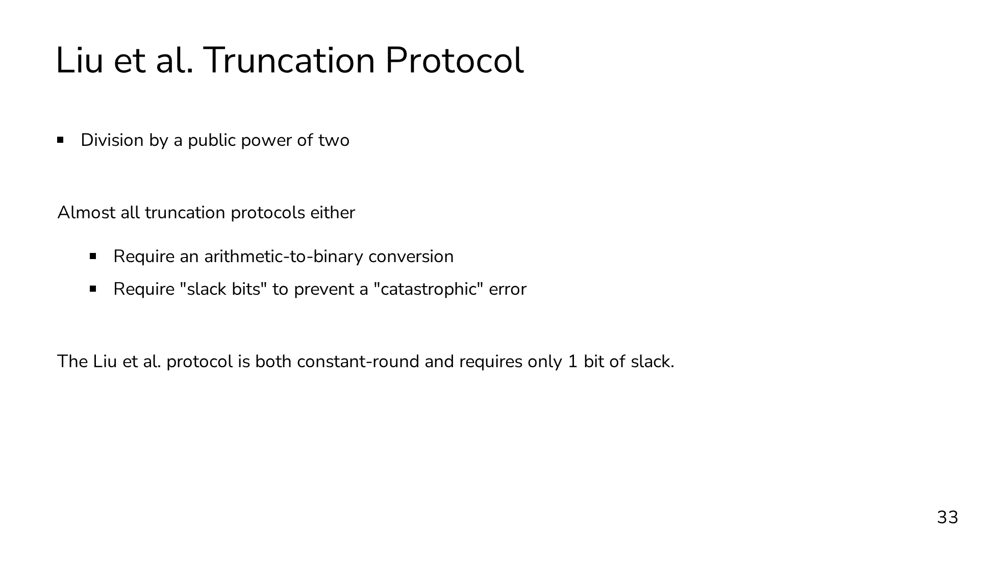 Liu et al. Truncation Protocol
▪ Division by a public power of two
Almost all truncation protocols either
▪ Require an arithmetic-to-binary conversion
▪ Require "slack bits" to prevent a "catastrophic" error
The Liu et al. protocol is both constant-round and requires only 1 bit of slack.
33